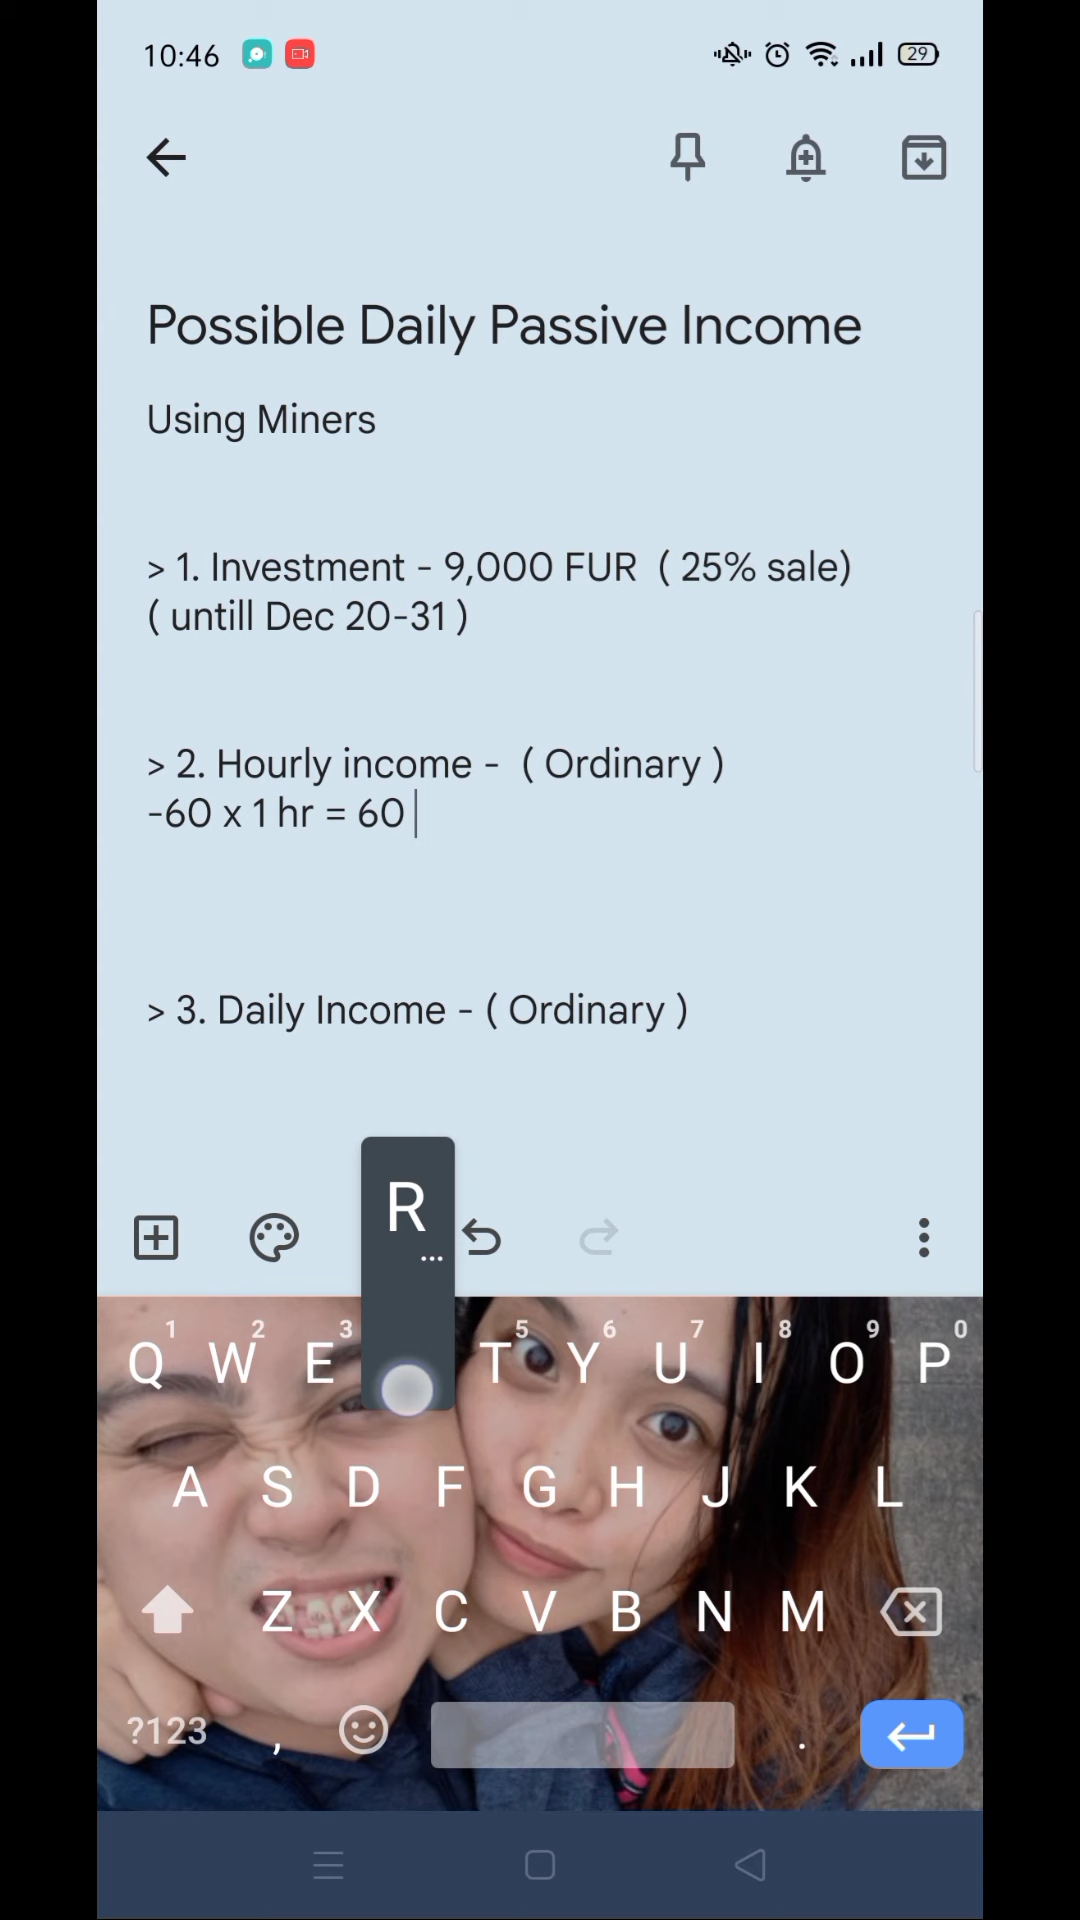 10:46
29
Possible Daily Passive Income
Using Miners
> 1. Investment - 9,000 FUR ( 25% sale)
( untill Dec 20-31 )
> 2. Hourly income - ( Ordinary )
-60 x 1 hr = 60
> 3. Daily Income - ( Ordinary )
R
...
1 2 3 5 6 7 8 9 0
Q W E T Y U I O P
A S D F G H J K L
Z X C V B N M
?123 , .